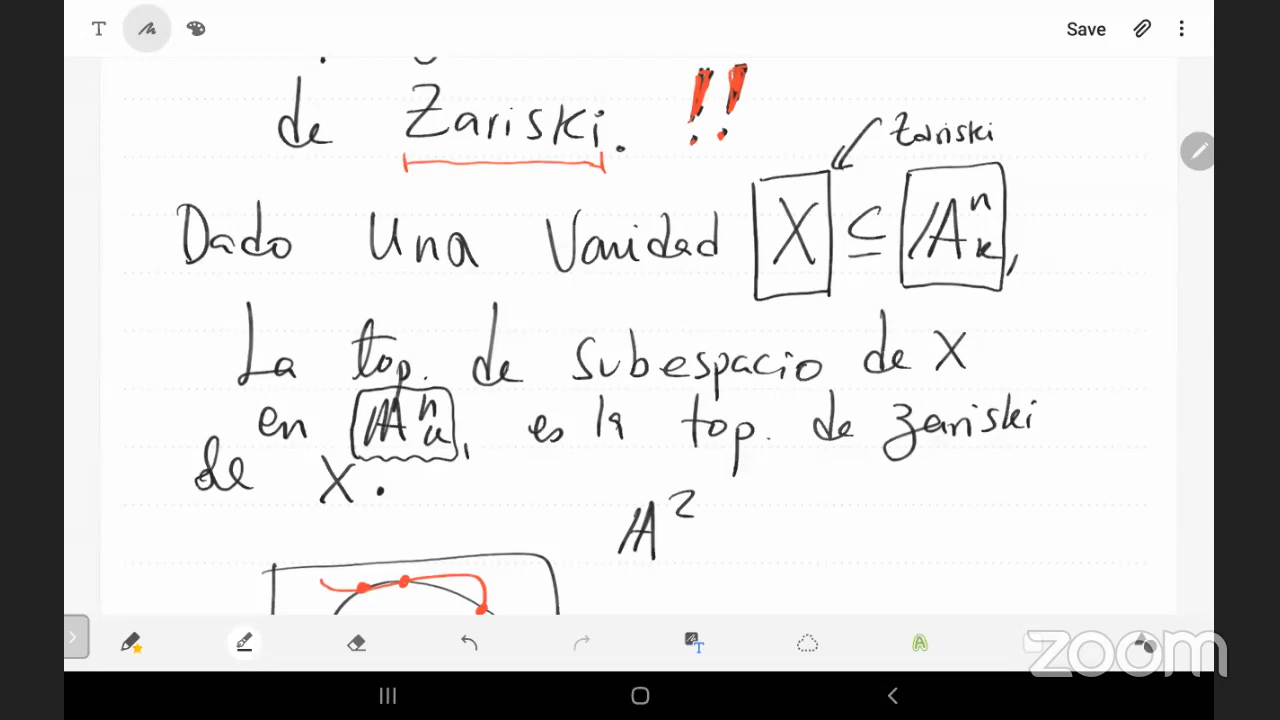 Save
de Zariski. !!
Zariski
Dado una variedad X ⊆ 𝔸ⁿₖ,
La top. de subespacio de X
en 𝔸ⁿₖ, es la top. de Zariski
de X.
𝔸²
zoom